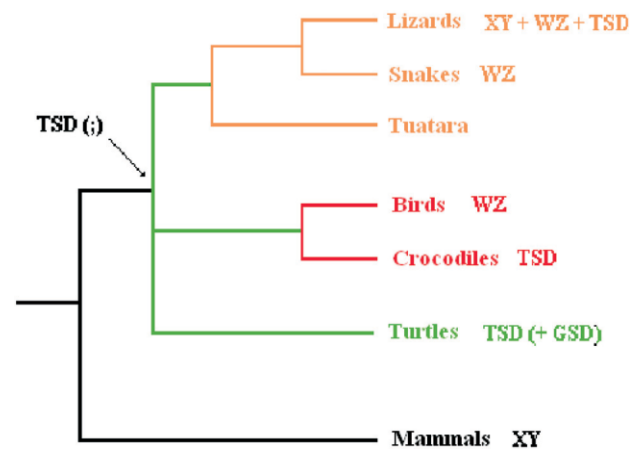 Lizards XY + WZ + TSD
Snakes WZ
TSD (;)
Tuatara
Birds WZ
Crocodiles TSD
Turtles TSD (+ GSD)
Mammals XY